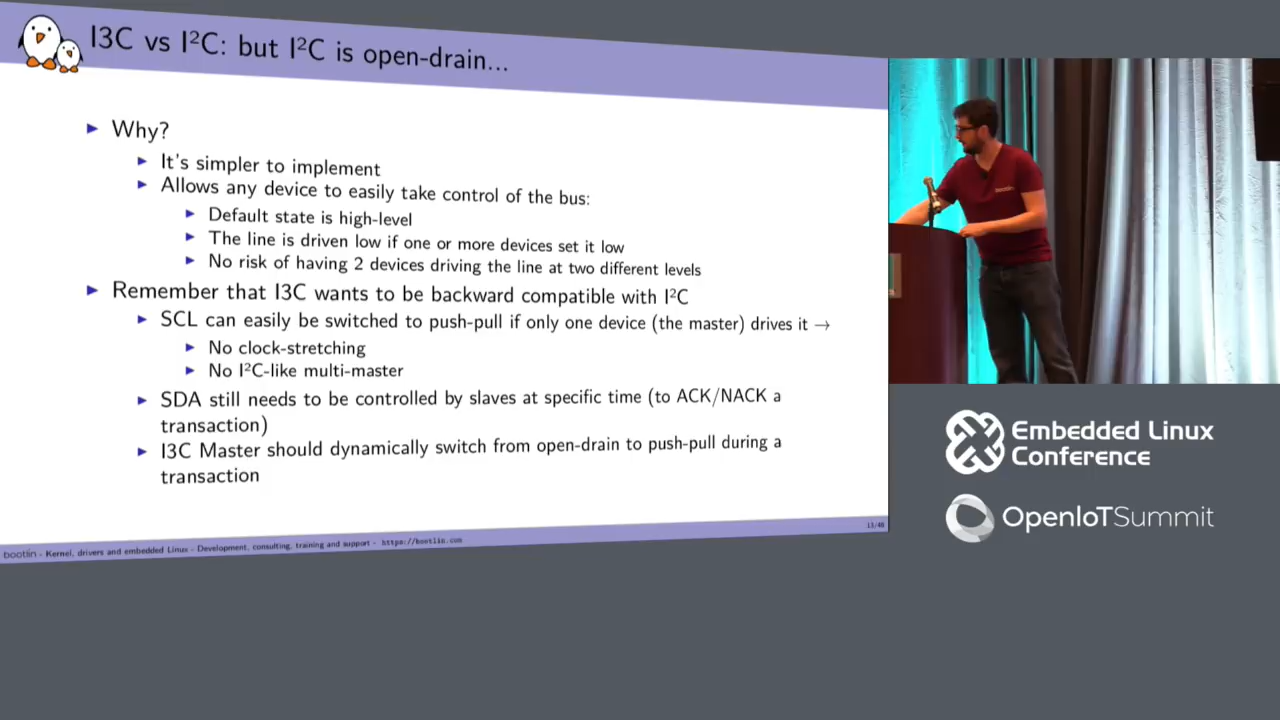 I3C vs I²C: but I²C is open-drain...
▶ Why?
▶ It's simpler to implement
▶ Allows any device to easily take control of the bus:
▶ Default state is high-level
▶ The line is driven low if one or more devices set it low
▶ No risk of having 2 devices driving the line at two different levels
▶ Remember that I3C wants to be backward compatible with I²C
▶ SCL can easily be switched to push-pull if only one device (the master) drives it →
▶ No clock-stretching
▶ No I²C-like multi-master
▶ SDA still needs to be controlled by slaves at specific time (to ACK/NACK a
transaction)
▶ I3C Master should dynamically switch from open-drain to push-pull during a
transaction
bootlin - Kernel, drivers and embedded Linux - Development, consulting, training and support - https://bootlin.com
13/48
bootlin
Embedded Linux
Conference
OpenIoTSummit